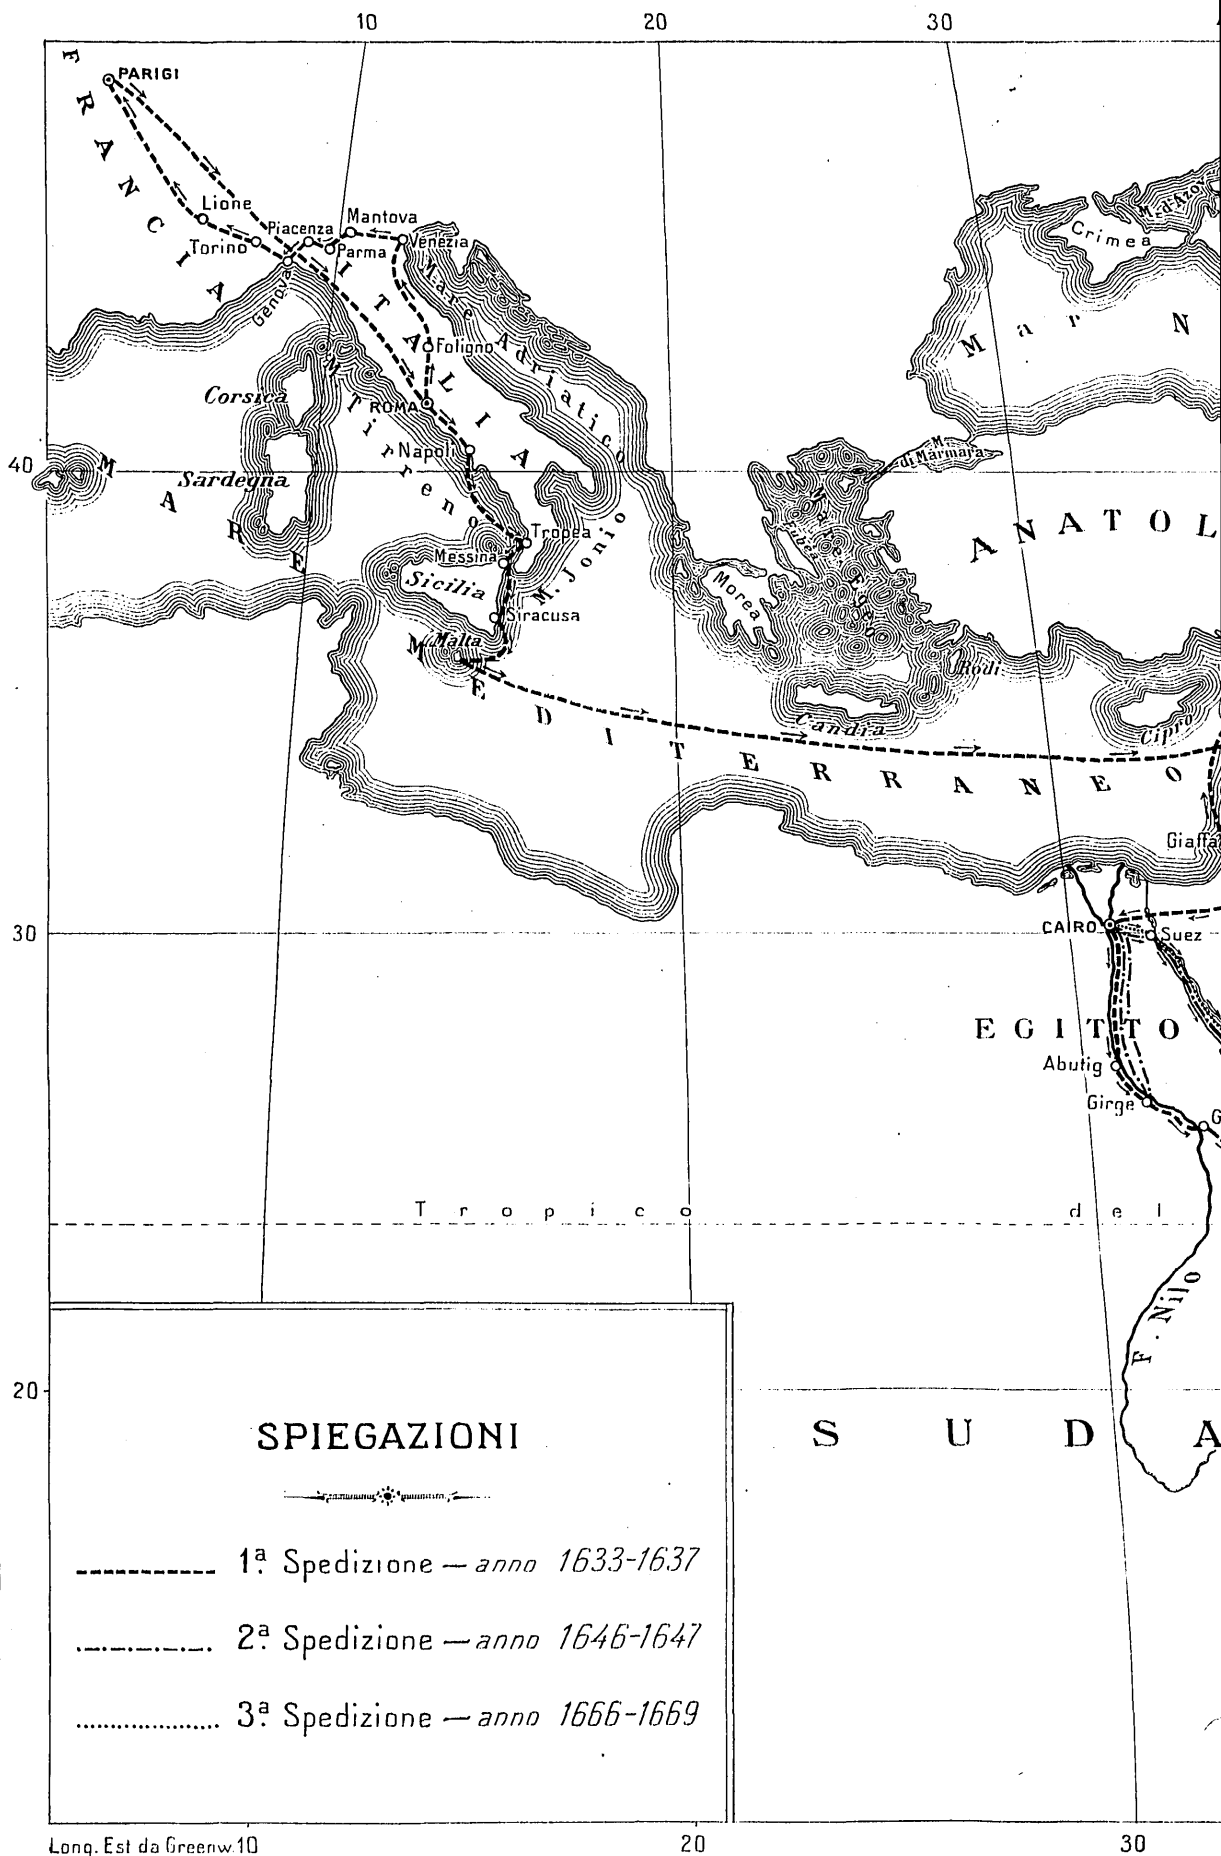 10 20 30
FRANCIA
PARIGI
Lione
Torino
Piacenza
Mantova
Parma
Venezia
Genova
ITALIA
Mare Adriatico
Foligno
ROMA
Napoli
Corsica
Sardegna
M. Tirreno
Tropea
Messina
Sicilia
Siracusa
M. Jonio
Malta
M. d'Azov
Crimea
Mar N
M. di Marmara
40
ANATOL
Mare Egeo
Eubea
Morea
Rodi
Candia
Cipro
MARE MEDITERRANEO
Giaffa
30
CAIRO
Suez
EGITTO
Abutig
Girge
G
Tropico del
F. Nilo
20
SUDA
SPIEGAZIONI
1ª Spedizione — anno 1633-1637
2ª Spedizione — anno 1646-1647
3ª Spedizione — anno 1666-1669
Long. Est da Greenw. 10 20 30